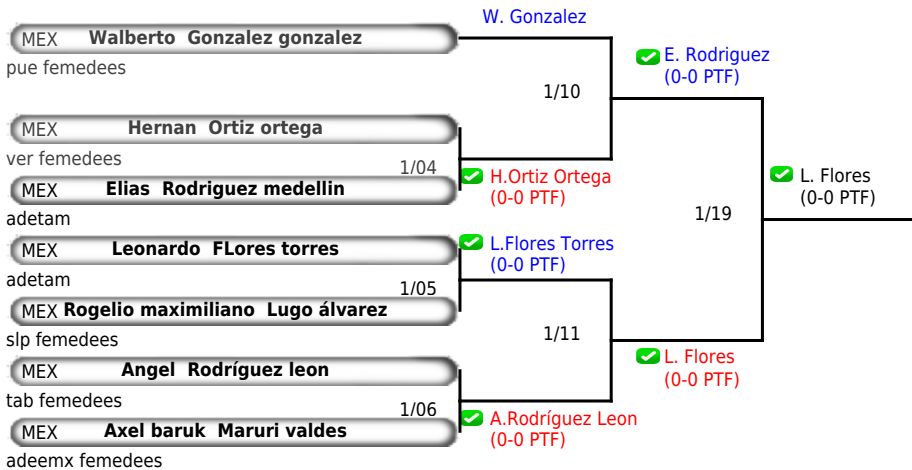 W. Gonzalez
MEX Walberto Gonzalez gonzalez
pue femedees
E. Rodriguez
(0-0 PTF)
1/10
MEX Hernan Ortiz ortega
ver femedees
1/04
H.Ortiz Ortega
(0-0 PTF)
MEX Elias Rodriguez medellin
adetam
L. Flores
(0-0 PTF)
1/19
MEX Leonardo FLores torres
adetam
L.Flores Torres
(0-0 PTF)
1/05
MEX Rogelio maximiliano Lugo álvarez
slp femedees
1/11
L. Flores
(0-0 PTF)
MEX Angel Rodríguez leon
tab femedees
1/06
A.Rodríguez Leon
(0-0 PTF)
MEX Axel baruk Maruri valdes
adeemx femedees